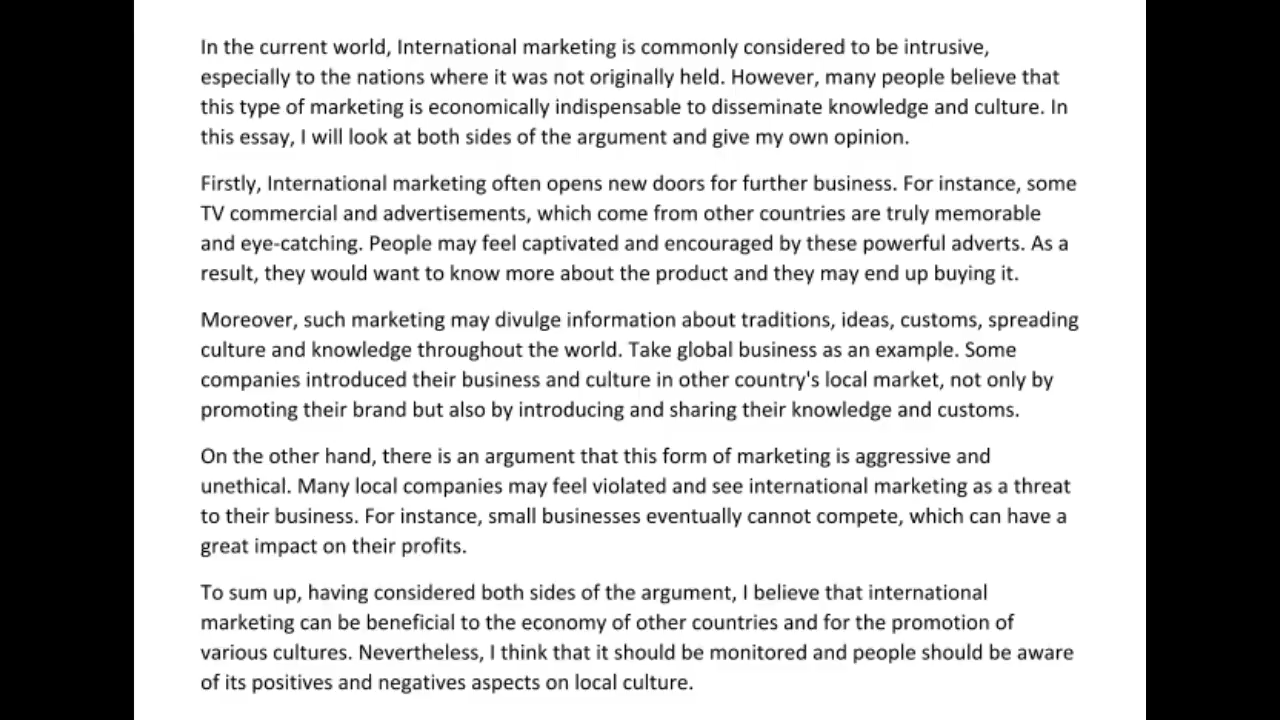 In the current world, International marketing is commonly considered to be intrusive,
especially to the nations where it was not originally held. However, many people believe that
this type of marketing is economically indispensable to disseminate knowledge and culture. In
this essay, I will look at both sides of the argument and give my own opinion.
Firstly, International marketing often opens new doors for further business. For instance, some
TV commercial and advertisements, which come from other countries are truly memorable
and eye-catching. People may feel captivated and encouraged by these powerful adverts. As a
result, they would want to know more about the product and they may end up buying it.
Moreover, such marketing may divulge information about traditions, ideas, customs, spreading
culture and knowledge throughout the world. Take global business as an example. Some
companies introduced their business and culture in other country's local market, not only by
promoting their brand but also by introducing and sharing their knowledge and customs.
On the other hand, there is an argument that this form of marketing is aggressive and
unethical. Many local companies may feel violated and see international marketing as a threat
to their business. For instance, small businesses eventually cannot compete, which can have a
great impact on their profits.
To sum up, having considered both sides of the argument, I believe that international
marketing can be beneficial to the economy of other countries and for the promotion of
various cultures. Nevertheless, I think that it should be monitored and people should be aware
of its positives and negatives aspects on local culture.